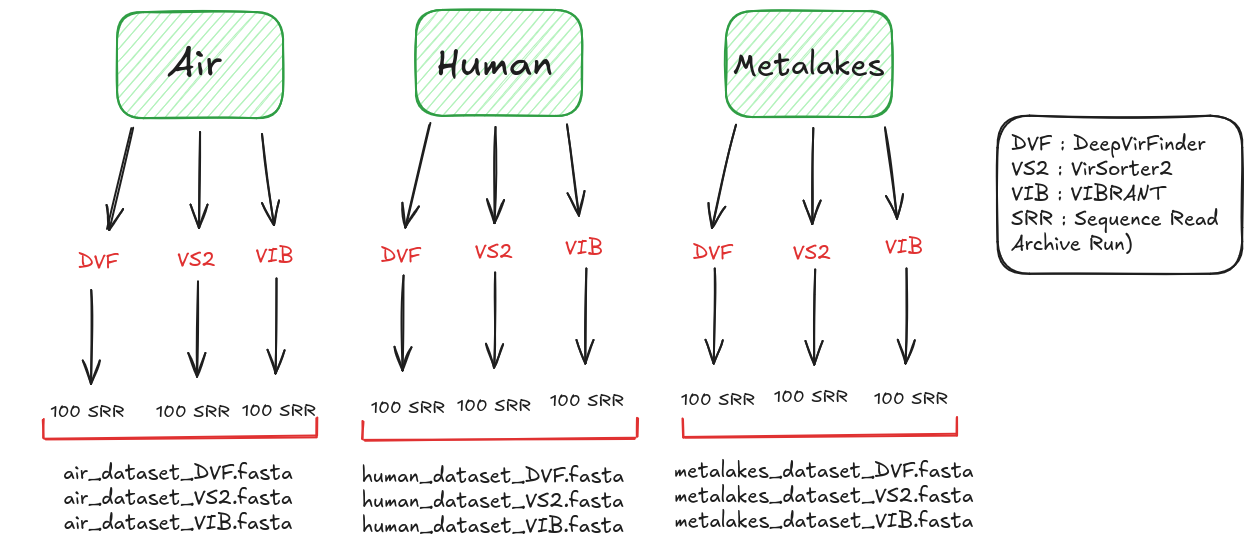 Air
Human
Metalakes
DVF : DeepVirFinder
VS2 : VirSorter2
VIB : VIBRANT
SRR : Sequence Read
Archive Run)
DVF VS2 VIB
DVF VS2 VIB
DVF VS2 VIB
100 SRR 100 SRR 100 SRR
100 SRR 100 SRR 100 SRR
100 SRR 100 SRR 100 SRR
air_dataset_DVF.fasta
air_dataset_VS2.fasta
air_dataset_VIB.fasta
human_dataset_DVF.fasta
human_dataset_VS2.fasta
human_dataset_VIB.fasta
metalakes_dataset_DVF.fasta
metalakes_dataset_VS2.fasta
metalakes_dataset_VIB.fasta